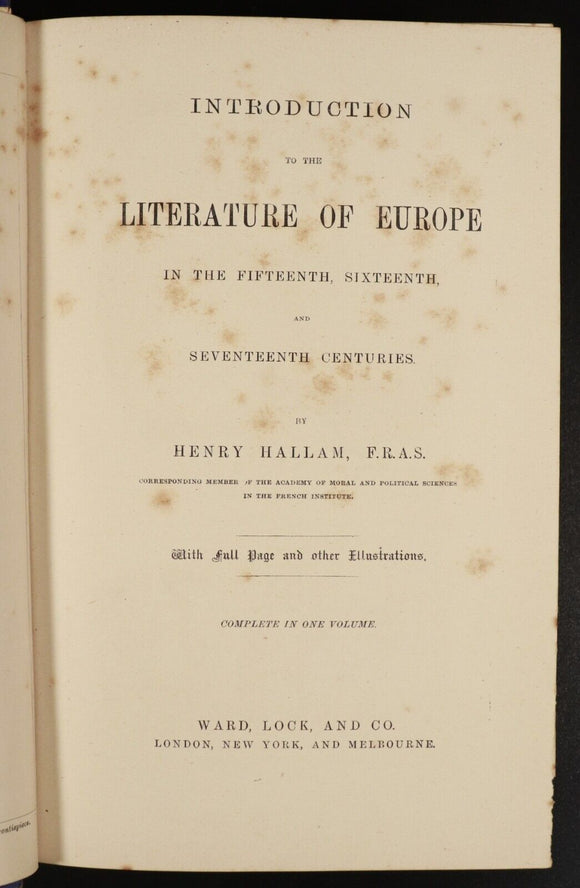 INTRODUCTION
TO THE
LITERATURE OF EUROPE
IN THE FIFTEENTH, SIXTEENTH,
AND
SEVENTEENTH CENTURIES.
BY
HENRY HALLAM, F.R.A.S.
CORRESPONDING MEMBER OF THE ACADEMY OF MORAL AND POLITICAL SCIENCES
IN THE FRENCH INSTITUTE.
With Full Page and other Illustrations.
COMPLETE IN ONE VOLUME.
WARD, LOCK, AND CO.
LONDON, NEW YORK, AND MELBOURNE.